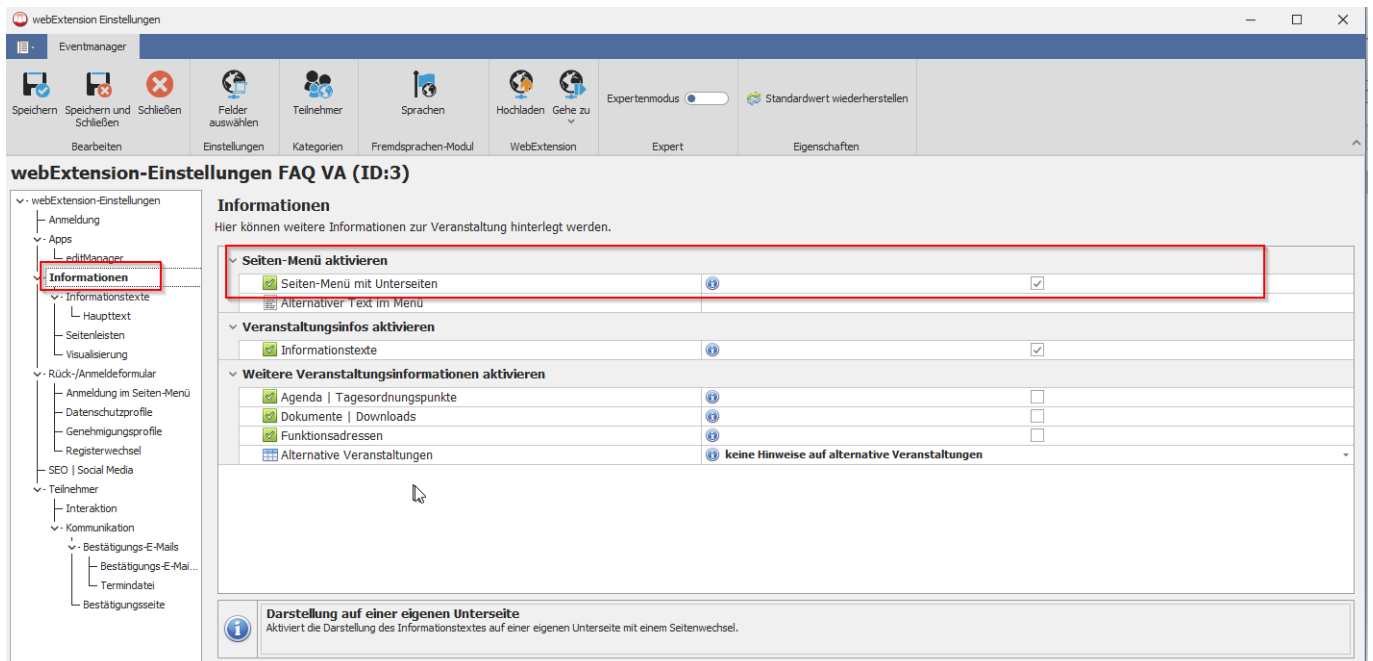 webExtension Einstellungen
Eventmanager
Speichern
Speichern und Schließen
Schließen
Felder auswählen
Teilnehmer
Sprachen
Hochladen
Gehe zu
Expertenmodus
Standardwert wiederherstellen
Bearbeiten
Einstellungen
Kategorien
Fremdsprachen-Modul
WebExtension
Expert
Eigenschaften
webExtension-Einstellungen FAQ VA (ID:3)
webExtension-Einstellungen
Anmeldung
Apps
editManager
Informationen
Informationstexte
Haupttext
Seitenleisten
Visualisierung
Rück-/Anmeldeformular
Anmeldung im Seiten-Menü
Datenschutzprofile
Genehmigungsprofile
Registerwechsel
SEO | Social Media
Teilnehmer
Interaktion
Kommunikation
Bestätigungs-E-Mails
Bestätigungs-E-Mai...
Termindatei
Bestätigungsseite
Informationen
Hier können weitere Informationen zur Veranstaltung hinterlegt werden.
Seiten-Menü aktivieren
Seiten-Menü mit Unterseiten
Alternativer Text im Menü
Veranstaltungsinfos aktivieren
Informationstexte
Weitere Veranstaltungsinformationen aktivieren
Agenda | Tagesordnungspunkte
Dokumente | Downloads
Funktionsadressen
Alternative Veranstaltungen keine Hinweise auf alternative Veranstaltungen
Darstellung auf einer eigenen Unterseite
Aktiviert die Darstellung des Informationstextes auf einer eigenen Unterseite mit einem Seitenwechsel.